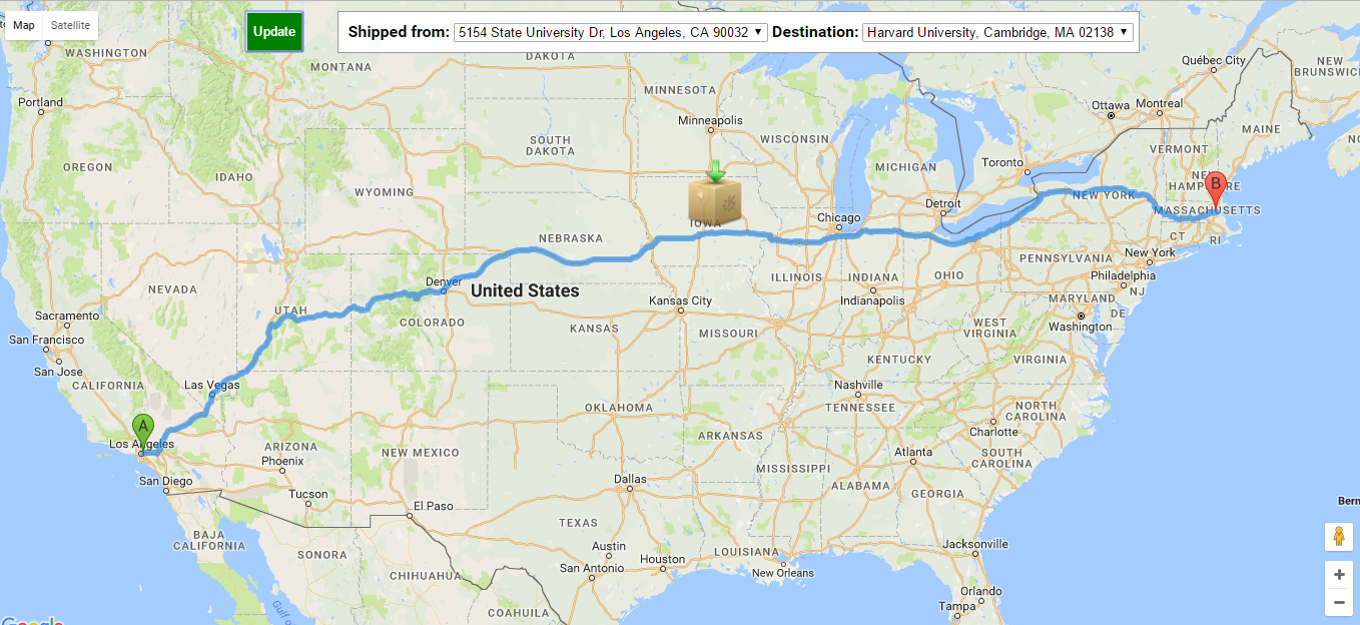 Map
Satellite
Update
Shipped from: 5154 State University Dr, Los Angeles, CA 90032
Destination: Harvard University, Cambridge, MA 02138
WASHINGTON
MONTANA
DAKOTA
Québec City
NEW
BRUNSWIC
MINNESOTA
Portland
Ottawa
Montreal
Minneapolis
MAINE
WISCONSIN
SOUTH
DAKOTA
VERMONT
OREGON
IDAHO
MICHIGAN
Toronto
NEW
HAMPSHIRE
B
WYOMING
NEW YORK
Detroit
MASSACHUSETTS
Chicago
IOWA
NEBRASKA
CT
RI
New York
PENNSYLVANIA
Philadelphia
ILLINOIS
INDIANA
OHIO
Denver
United States
NEVADA
NJ
Kansas City
Indianapolis
MARYLAND
UTAH
Sacramento
DE
COLORADO
KANSAS
MISSOURI
WEST
VIRGINIA
Washington
San Francisco
San Jose
KENTUCKY
VIRGINIA
CALIFORNIA
Las Vegas
Nashville
OKLAHOMA
TENNESSEE
NORTH
CAROLINA
A
Los Angeles
ARKANSAS
Charlotte
ARIZONA
Phoenix
NEW MEXICO
Atlanta
SOUTH
CAROLINA
MISSISSIPPI
San Diego
Dallas
ALABAMA
GEORGIA
Tucson
El Paso
Bern
TEXAS
BAJA
CALIFORNIA
SONORA
Austin
Houston
LOUISIANA
Jacksonville
San Antonio
New Orleans
CHIHUAHUA
Orlando
Tampa
COAHUILA
Gulf of
Google